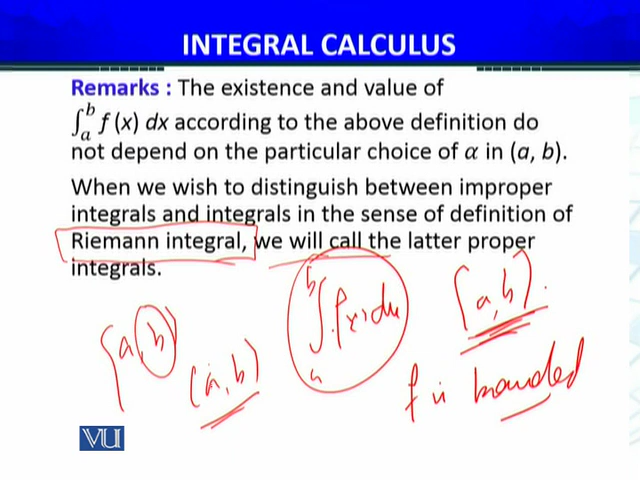 INTEGRAL CALCULUS
Remarks : The existence and value of
∫ₐᵇ f (x) dx according to the above definition do
not depend on the particular choice of α in (a, b).
When we wish to distinguish between improper
integrals and integrals in the sense of definition of
Riemann integral, we will call the latter proper
integrals.
[a, b)
(a, b)
∫ₐᵇ f(x) dx
[a, b].
f is bounded
VU